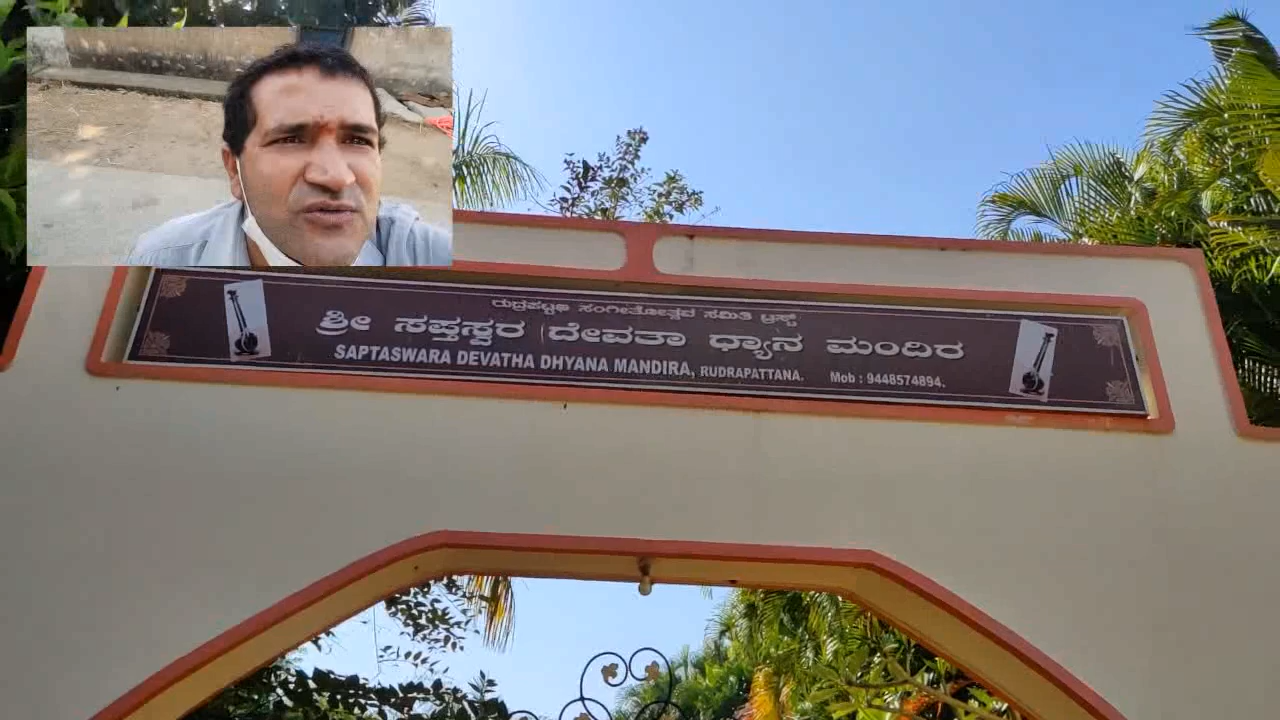 ರುದ್ರಪಟ್ಟಣ ಸಂಗೀತೋತ್ಸವ ಸಮಿತಿ ಟ್ರಸ್ಟ್
ಶ್ರೀ ಸಪ್ತಸ್ವರ ದೇವತಾ ಧ್ಯಾನ ಮಂದಿರ
SAPTASWARA DEVATHA DHYANA MANDIRA, RUDRAPATTANA. Mob : 9448574894.